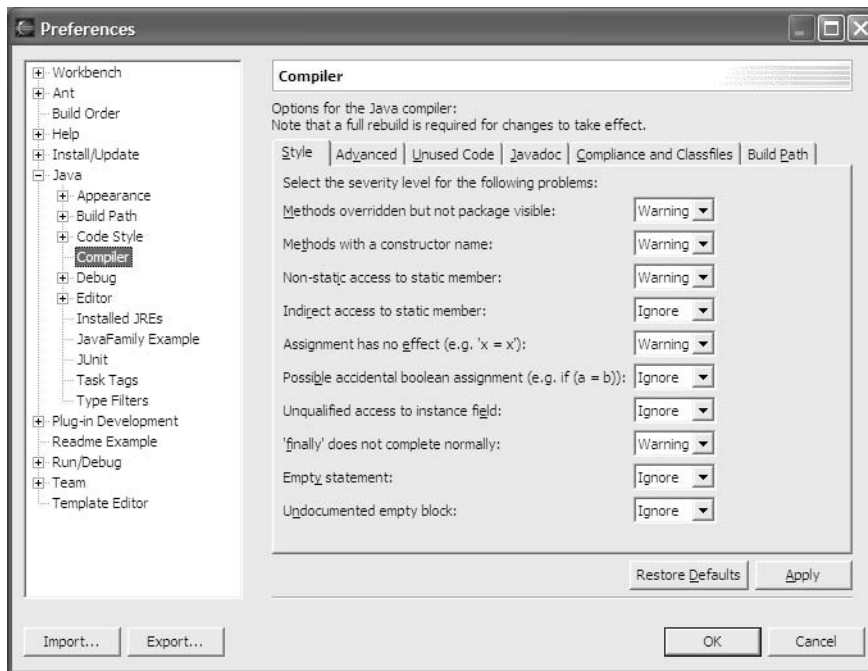 Preferences
Workbench
Ant
Build Order
Help
Install/Update
Java
Appearance
Build Path
Code Style
Compiler
Debug
Editor
Installed JREs
JavaFamily Example
JUnit
Task Tags
Type Filters
Plug-in Development
Readme Example
Run/Debug
Team
Template Editor
Compiler
Options for the Java compiler:
Note that a full rebuild is required for changes to take effect.
Style Advanced Unused Code Javadoc Compliance and Classfiles Build Path
Select the severity level for the following problems:
Methods overridden but not package visible: Warning
Methods with a constructor name: Warning
Non-static access to static member: Warning
Indirect access to static member: Ignore
Assignment has no effect (e.g. 'x = x'): Warning
Possible accidental boolean assignment (e.g. if (a = b)): Ignore
Unqualified access to instance field: Ignore
'finally' does not complete normally: Warning
Empty statement: Ignore
Undocumented empty block: Ignore
Restore Defaults Apply
Import... Export... OK Cancel